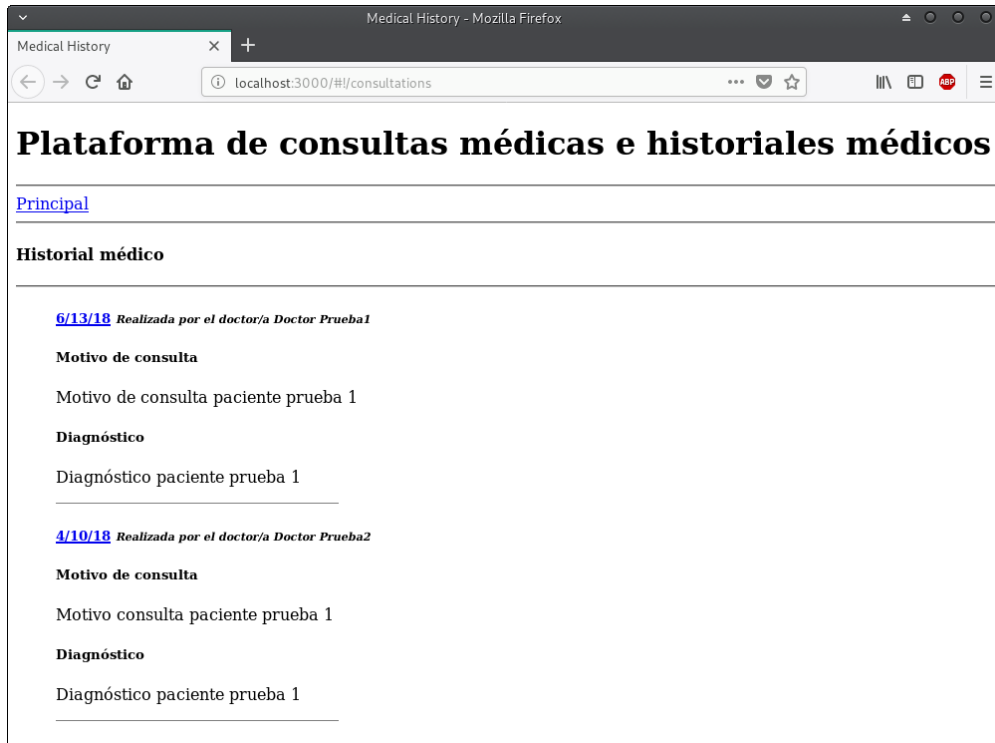 Medical History - Mozilla Firefox
Medical History
localhost:3000/#!/consultations
ABP
Plataforma de consultas médicas e historiales médicos
Principal
Historial médico
6/13/18 Realizada por el doctor/a Doctor Prueba1
Motivo de consulta
Motivo de consulta paciente prueba 1
Diagnóstico
Diagnóstico paciente prueba 1
4/10/18 Realizada por el doctor/a Doctor Prueba2
Motivo de consulta
Motivo consulta paciente prueba 1
Diagnóstico
Diagnóstico paciente prueba 1